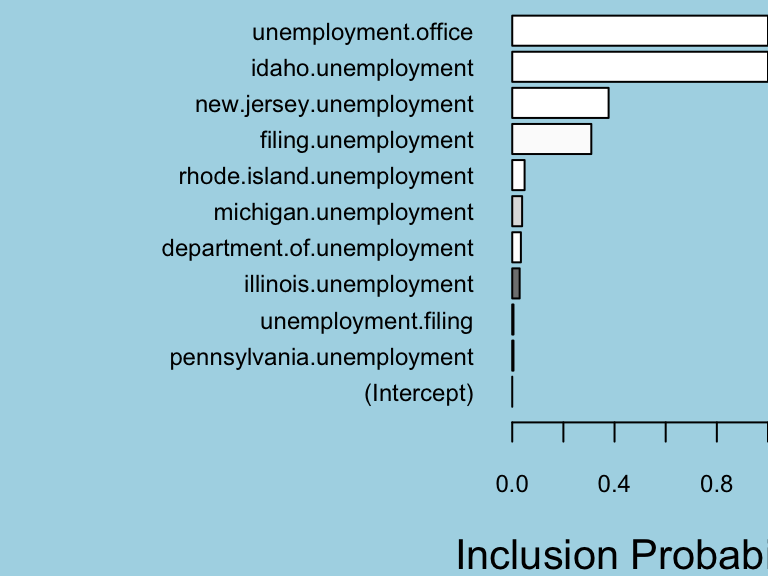 unemployment.office
idaho.unemployment
new.jersey.unemployment
filing.unemployment
rhode.island.unemployment
michigan.unemployment
department.of.unemployment
illinois.unemployment
unemployment.filing
pennsylvania.unemployment
(Intercept)
0.0 0.4 0.8
Inclusion Probabi